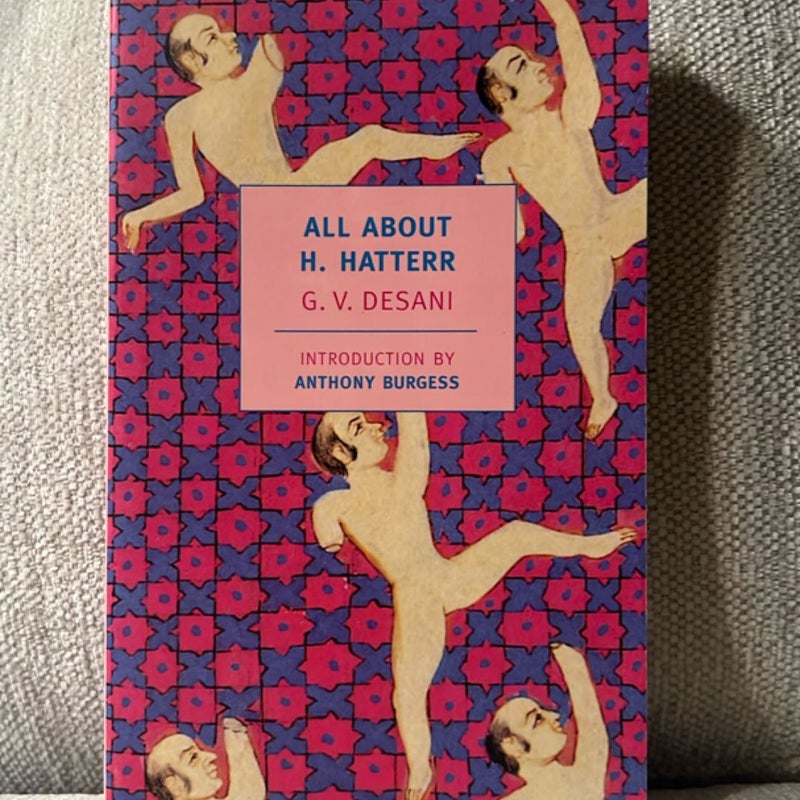 ALL ABOUT
H. HATTERR
G. V. DESANI
INTRODUCTION BY
ANTHONY BURGESS